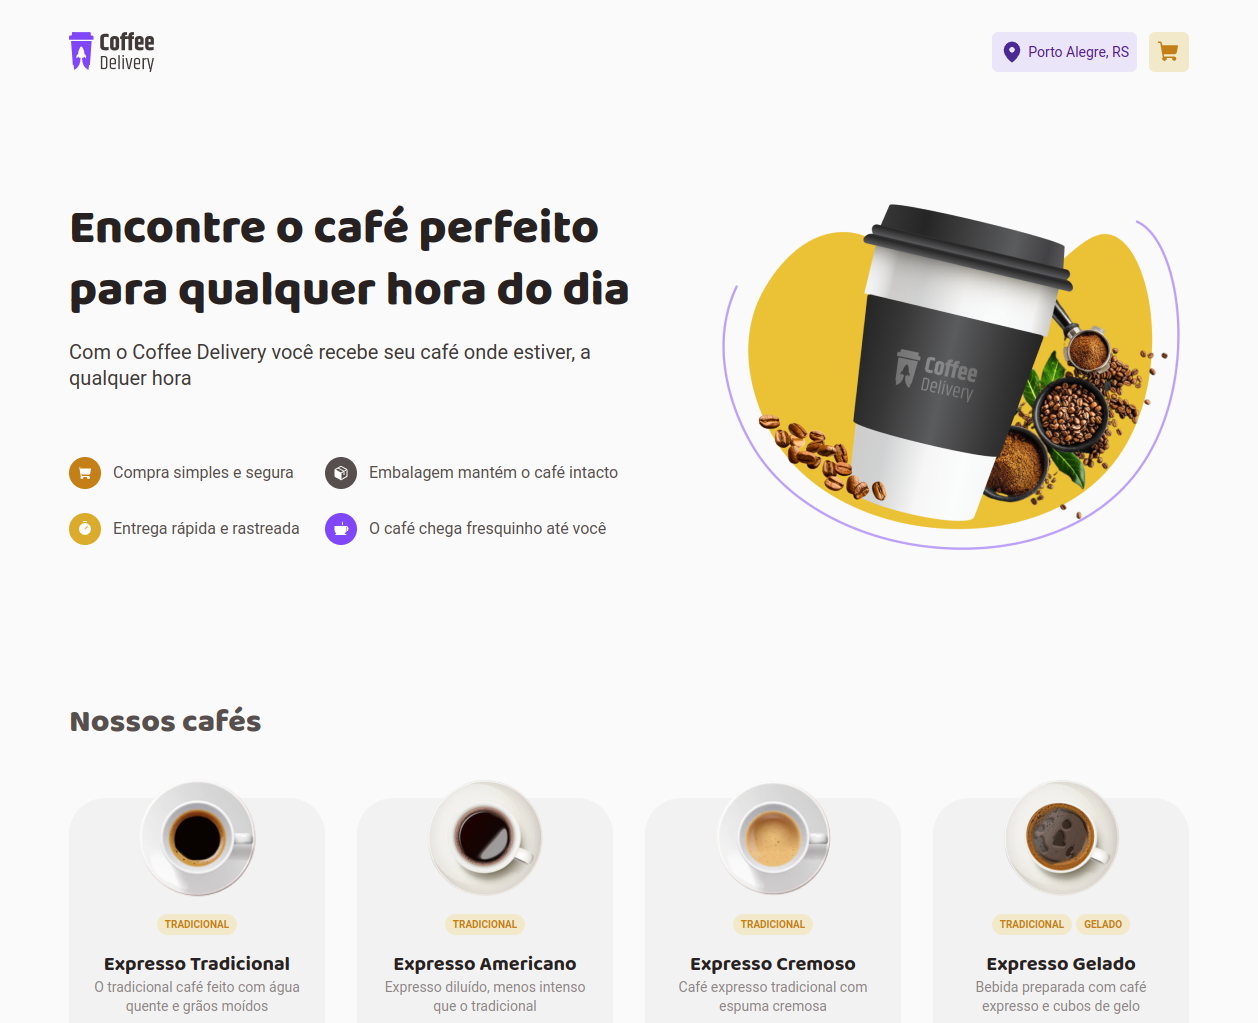 Coffee
Delivery
Porto Alegre, RS
Encontre o café perfeito
para qualquer hora do dia
Com o Coffee Delivery você recebe seu café onde estiver, a
qualquer hora
Coffee
Delivery
Compra simples e segura
Embalagem mantém o café intacto
Entrega rápida e rastreada
O café chega fresquinho até você
Nossos cafés
TRADICIONAL
Expresso Tradicional
O tradicional café feito com água
quente e grãos moídos
TRADICIONAL
Expresso Americano
Expresso diluído, menos intenso
que o tradicional
TRADICIONAL
Expresso Cremoso
Café expresso tradicional com
espuma cremosa
TRADICIONAL GELADO
Expresso Gelado
Bebida preparada com café
expresso e cubos de gelo